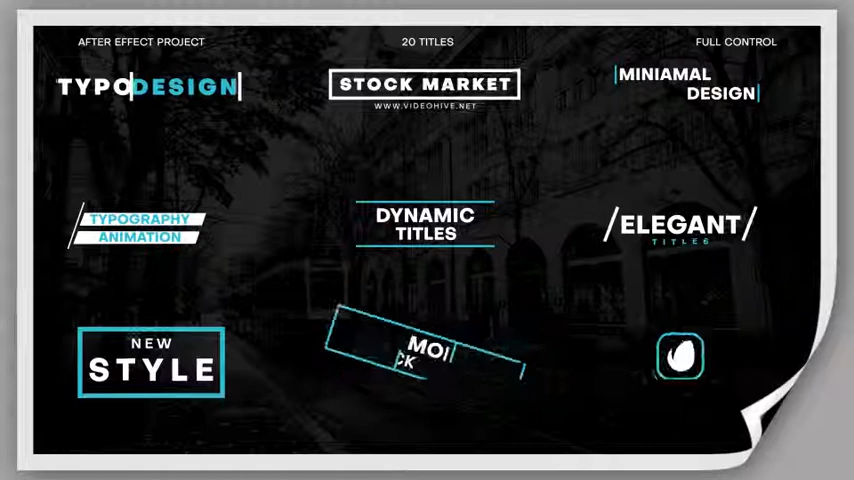 AFTER EFFECT PROJECT
20 TITLES
FULL CONTROL
TYPODESIGN
STOCK MARKET
WWW.VIDEOHIVE.NET
MINIAMAL
DESIGN
TYPOGRAPHY
ANIMATION
DYNAMIC
TITLES
ELEGANT
TITLES
NEW
STYLE